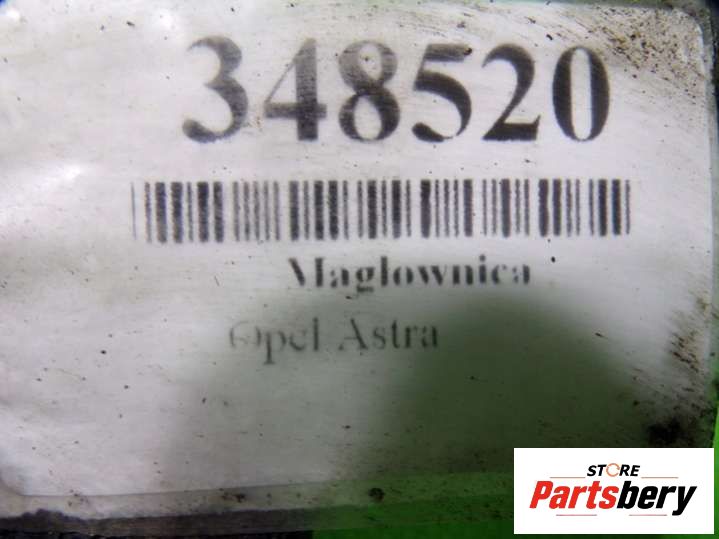 348520
Maglownica
Opel Astra
STORE
Partsbery